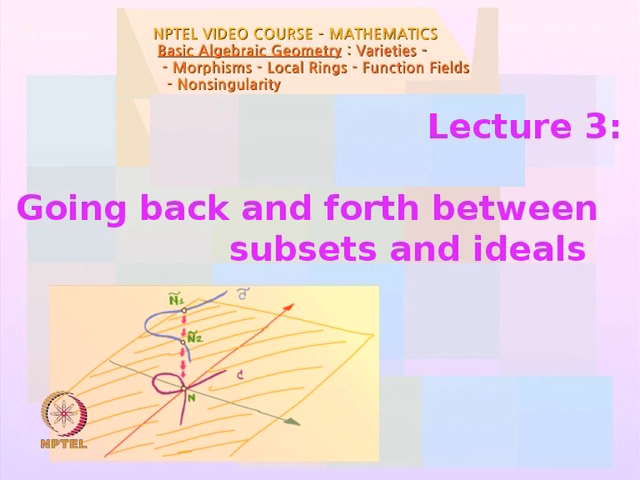 NPTEL VIDEO COURSE - MATHEMATICS
Basic Algebraic Geometry : Varieties -
- Morphisms - Local Rings - Function Fields
- Nonsingularity
Lecture 3:
Going back and forth between
subsets and ideals
Ñ1
Ñ2
N
NPTEL